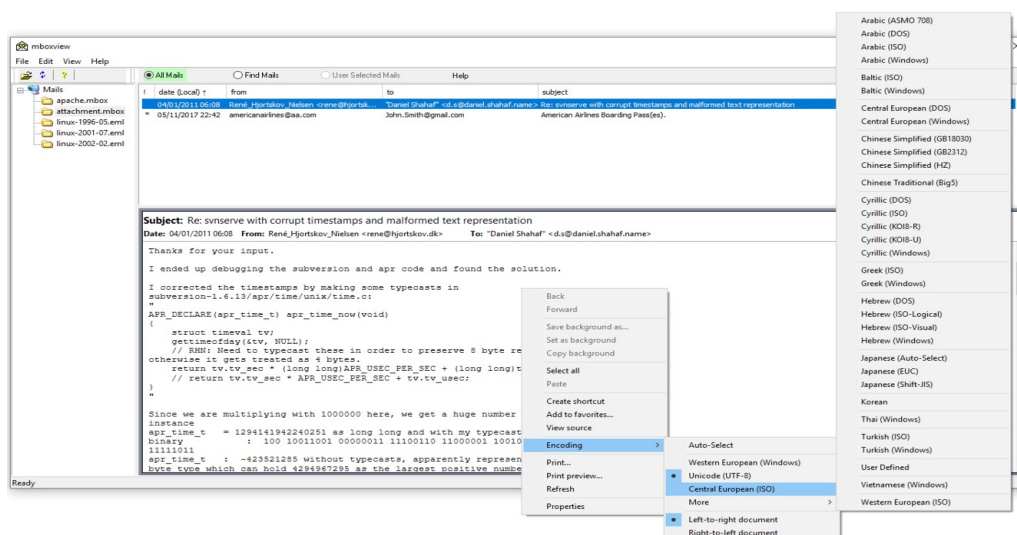 mboxview
File Edit View Help
?
All Mails Find Mails User Selected Mails Help
Mails
apache.mbox
attachment.mbox
linux-1996-05.eml
linux-2001-07.eml
linux-2002-02.eml
! date (Local) ↑ from to subject
04/01/2011 06:08 René_Hjortskov_Nielsen <rene@hjortsk... "Daniel Shahaf" <d.s@daniel.shahaf.name> Re: svnserve with corrupt timestamps and malformed text representation
* 05/11/2017 22:42 americanairlines@aa.com John.Smith@gmail.com American Airlines Boarding Pass(es).
Subject: Re: svnserve with corrupt timestamps and malformed text representation
Date: 04/01/2011 06:08 From: René_Hjortskov_Nielsen <rene@hjortskov.dk> To: "Daniel Shahaf" <d.s@daniel.shahaf.name>
Thanks for your input.
I ended up debugging the subversion and apr code and found the solution.
I corrected the timestamps by making some typecasts in
subversion-1.6.13/apr/time/unix/time.c:
"
APR_DECLARE(apr_time_t) apr_time_now(void)
{
struct timeval tv;
gettimeofday(&tv, NULL);
// RHN: Need to typecast these in order to preserve 8 byte re
otherwise it gets treated as 4 bytes.
return tv.tv_sec * (long long)APR_USEC_PER_SEC + (long long)t
// return tv.tv_sec * APR_USEC_PER_SEC + tv.tv_usec;
}
"
Since we are multiplying with 1000000 here, we get a huge number
instance
apr_time_t = 1294141942240251 as long long and with my typecast
binary : 100 10011001 00000011 11100110 11000001 10010
11111011
apr_time_t : -423521285 without typecasts, apparently represen
byte type which can hold 4294967295 as the largest positive numbe
Ready
Back
Forward
Save background as...
Set as background
Copy background
Select all
Paste
Create shortcut
Add to favorites...
View source
Encoding >
Print...
Print preview...
Refresh
Properties
Auto-Select
Western European (Windows)
Unicode (UTF-8)
Central European (ISO)
More >
Left-to-right document
Right-to-left document
Arabic (ASMO 708)
Arabic (DOS)
Arabic (ISO)
Arabic (Windows)
Baltic (ISO)
Baltic (Windows)
Central European (DOS)
Central European (Windows)
Chinese Simplified (GB18030)
Chinese Simplified (GB2312)
Chinese Simplified (HZ)
Chinese Traditional (Big5)
Cyrillic (DOS)
Cyrillic (ISO)
Cyrillic (KOI8-R)
Cyrillic (KOI8-U)
Cyrillic (Windows)
Greek (ISO)
Greek (Windows)
Hebrew (DOS)
Hebrew (ISO-Logical)
Hebrew (ISO-Visual)
Hebrew (Windows)
Japanese (Auto-Select)
Japanese (EUC)
Japanese (Shift-JIS)
Korean
Thai (Windows)
Turkish (ISO)
Turkish (Windows)
User Defined
Vietnamese (Windows)
Western European (ISO)